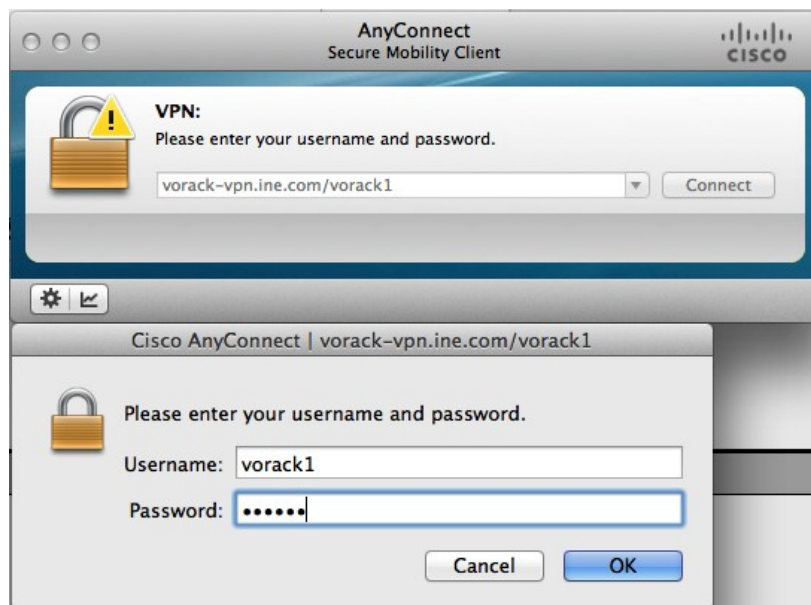 AnyConnect
Secure Mobility Client
CISCO
VPN:
Please enter your username and password.
vorack-vpn.ine.com/vorack1
Connect
Cisco AnyConnect | vorack-vpn.ine.com/vorack1
Please enter your username and password.
Username: vorack1
Password: ••••••
Cancel OK